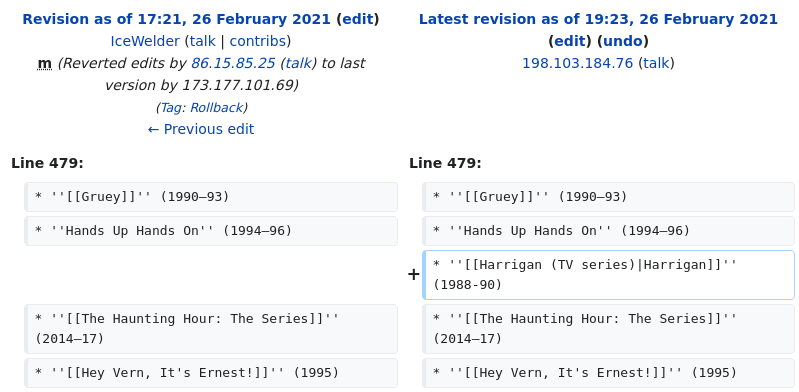 Revision as of 17:21, 26 February 2021 (edit)
IceWelder (talk | contribs)
m (Reverted edits by 86.15.85.25 (talk) to last
version by 173.177.101.69)
(Tag: Rollback)
← Previous edit
Latest revision as of 19:23, 26 February 2021
(edit) (undo)
198.103.184.76 (talk)
Line 479:
Line 479:
* ''[[Gruey]]'' (1990–93)
* ''[[Gruey]]'' (1990–93)
* ''Hands Up Hands On'' (1994–96)
* ''Hands Up Hands On'' (1994–96)
+ * ''[[Harrigan (TV series)|Harrigan]]''
(1988-90)
* ''[[The Haunting Hour: The Series]]''
(2014–17)
* ''[[The Haunting Hour: The Series]]''
(2014–17)
* ''[[Hey Vern, It's Ernest!]]'' (1995)
* ''[[Hey Vern, It's Ernest!]]'' (1995)